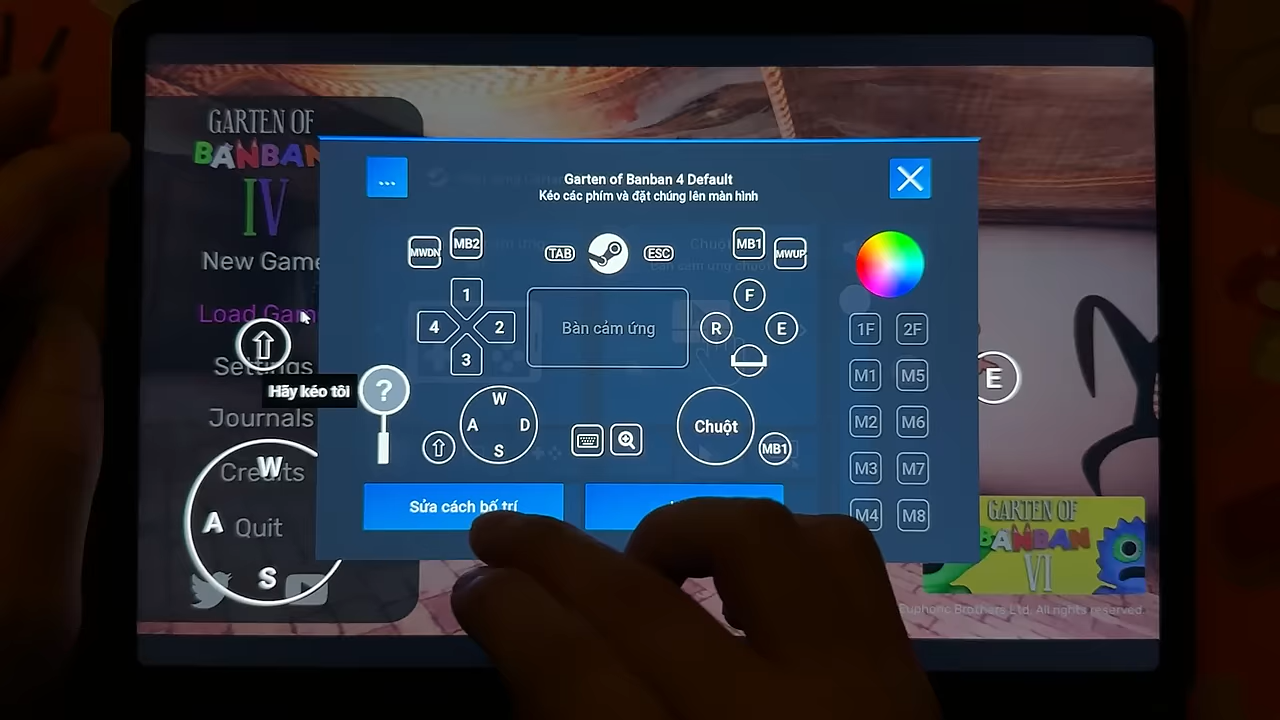 GARTEN OF
BANBAN
IV
New Game
Load Gam
Settings
Journals
Credits
Quit
W
A
S
Hãy kéo tôi
?
...
Garten of Banban 4 Default
Kéo các phím và đặt chúng lên màn hình
MWDN
MB2
TAB
ESC
MB1
MWUP
1
4
2
3
Bàn cảm ứng
F
R
E
W
A
D
S
Chuột
MB1
Sửa cách bố trí
1F
2F
M1
M5
M2
M6
M3
M7
M4
M8
E
GARTEN OF
BANBAN
VI
Euphoric Brothers Ltd. All rights reserved.